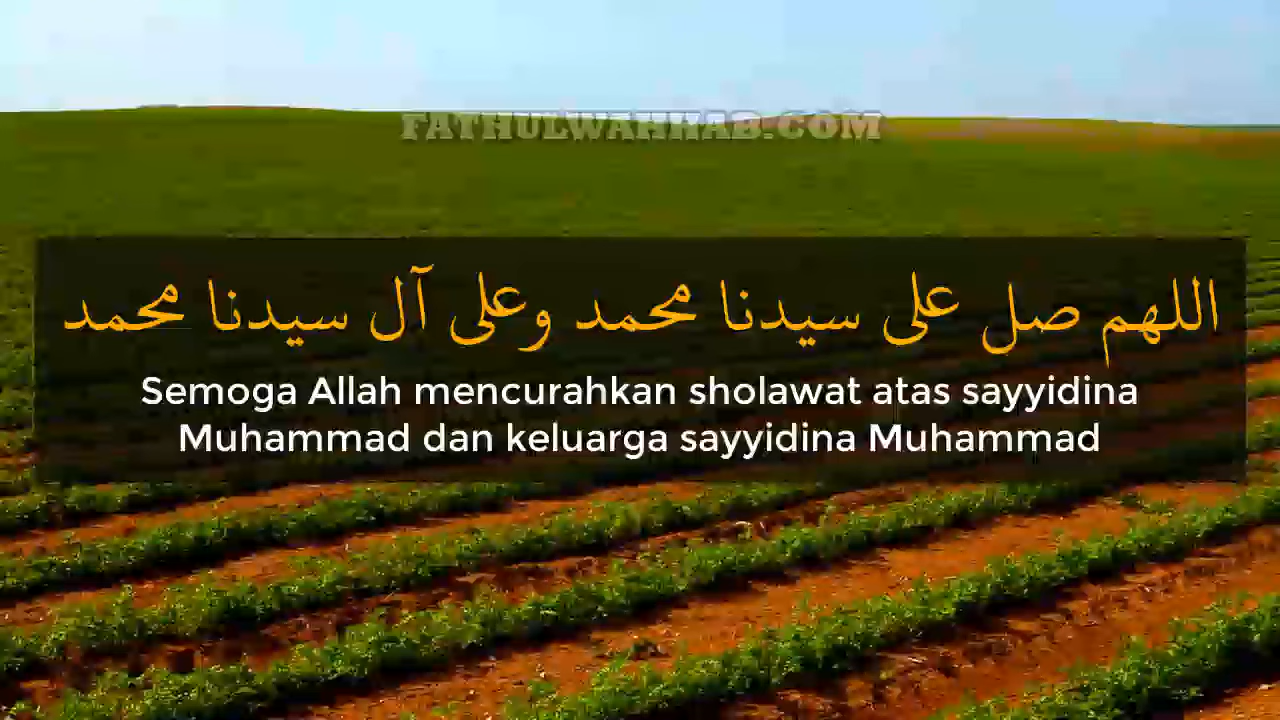 FATHULWAHHAB.COM
اللهم صل على سيدنا محمد وعلى آل سيدنا محمد
Semoga Allah mencurahkan sholawat atas sayyidina
Muhammad dan keluarga sayyidina Muhammad